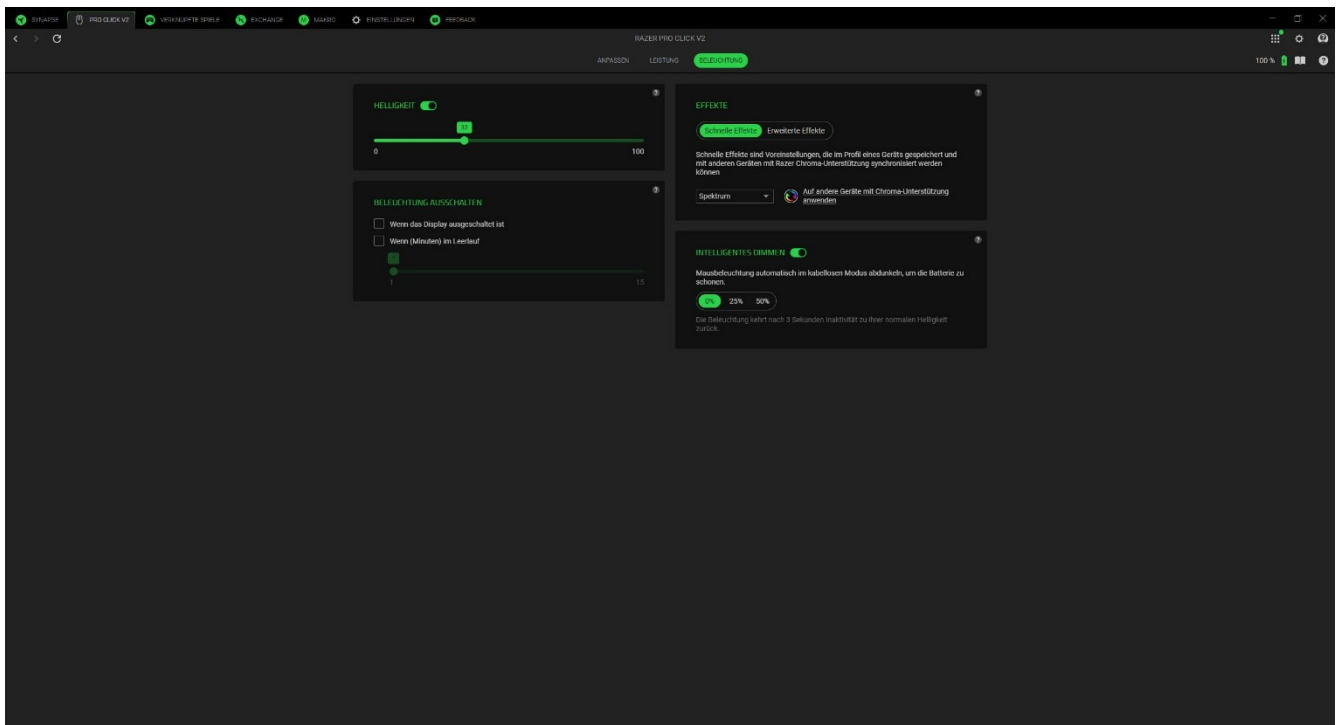 SYNAPSE PRO CLICK V2 VERKNÜPFTE SPIELE EXCHANGE MAKRO EINSTELLUNGEN FEEDBACK
RAZER PRO CLICK V2
ANPASSEN LEISTUNG BELEUCHTUNG
100 %
HELLIGKEIT
33
0 100
BELEUCHTUNG AUSSCHALTEN
Wenn das Display ausgeschaltet ist
Wenn (Minuten) im Leerlauf
1 15
EFFEKTE
Schnelle Effekte Erweiterte Effekte
Schnelle Effekte sind Voreinstellungen, die im Profil eines Geräts gespeichert und
mit anderen Geräten mit Razer Chroma-Unterstützung synchronisiert werden
können
Spektrum
Auf andere Geräte mit Chroma-Unterstützung
anwenden
INTELLIGENTES DIMMEN
Mausbeleuchtung automatisch im kabellosen Modus abdunkeln, um die Batterie zu
schonen.
0% 25% 50%
Die Beleuchtung kehrt nach 3 Sekunden Inaktivität zu ihrer normalen Helligkeit
zurück.